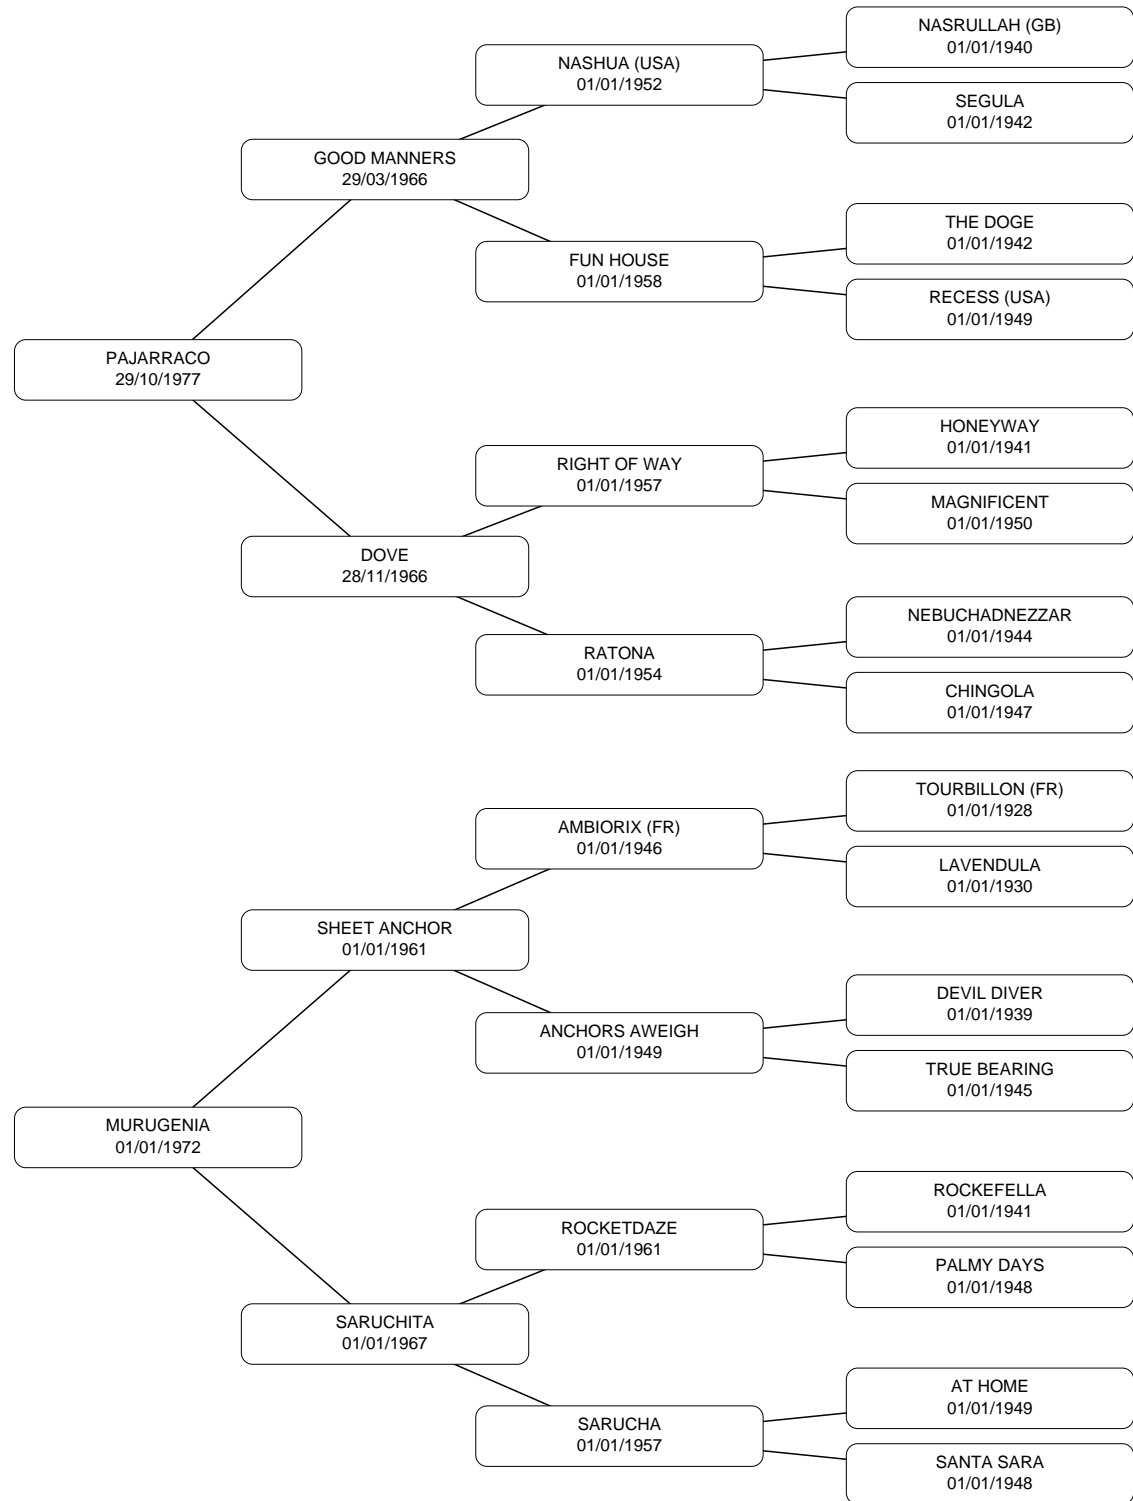 NASRULLAH (GB)
01/01/1940
NASHUA (USA)
01/01/1952
SEGULA
01/01/1942
GOOD MANNERS
29/03/1966
THE DOGE
01/01/1942
FUN HOUSE
01/01/1958
RECESS (USA)
01/01/1949
PAJARRACO
29/10/1977
HONEYWAY
01/01/1941
RIGHT OF WAY
01/01/1957
MAGNIFICENT
01/01/1950
DOVE
28/11/1966
NEBUCHADNEZZAR
01/01/1944
RATONA
01/01/1954
CHINGOLA
01/01/1947
TOURBILLON (FR)
01/01/1928
AMBIORIX (FR)
01/01/1946
LAVENDULA
01/01/1930
SHEET ANCHOR
01/01/1961
DEVIL DIVER
01/01/1939
ANCHORS AWEIGH
01/01/1949
TRUE BEARING
01/01/1945
MURUGENIA
01/01/1972
ROCKEFELLA
01/01/1941
ROCKETDAZE
01/01/1961
PALMY DAYS
01/01/1948
SARUCHITA
01/01/1967
AT HOME
01/01/1949
SARUCHA
01/01/1957
SANTA SARA
01/01/1948